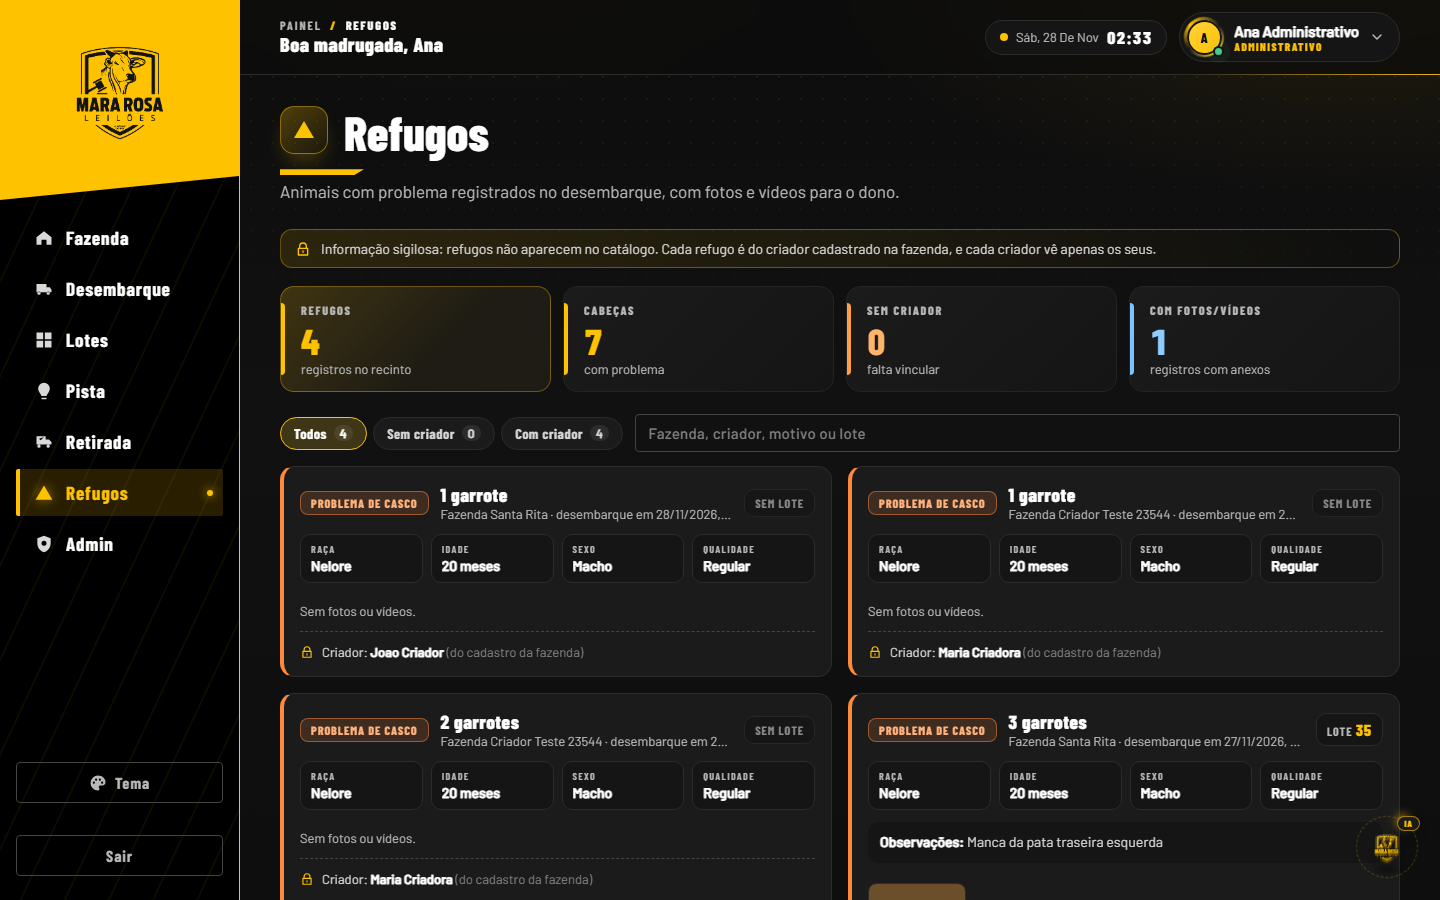 MARA ROSA
LEILÕES
Fazenda
Desembarque
Lotes
Pista
Retirada
Refugos
Admin
Tema
Sair
PAINEL / REFUGOS
Boa madrugada, Ana
Sáb, 28 De Nov 02:33
A
Ana Administrativo
ADMINISTRATIVO
Refugos
Animais com problema registrados no desembarque, com fotos e vídeos para o dono.
Informação sigilosa: refugos não aparecem no catálogo. Cada refugo é do criador cadastrado na fazenda, e cada criador vê apenas os seus.
REFUGOS
4
registros no recinto
CABEÇAS
7
com problema
SEM CRIADOR
0
falta vincular
COM FOTOS/VÍDEOS
1
registros com anexos
Todos 4
Sem criador 0
Com criador 4
Fazenda, criador, motivo ou lote
PROBLEMA DE CASCO
1 garrote
Fazenda Santa Rita · desembarque em 28/11/2026,...
SEM LOTE
RAÇA
Nelore
IDADE
20 meses
SEXO
Macho
QUALIDADE
Regular
Sem fotos ou vídeos.
Criador: Joao Criador (do cadastro da fazenda)
PROBLEMA DE CASCO
1 garrote
Fazenda Criador Teste 23544 · desembarque em 2...
SEM LOTE
RAÇA
Nelore
IDADE
20 meses
SEXO
Macho
QUALIDADE
Regular
Sem fotos ou vídeos.
Criador: Maria Criadora (do cadastro da fazenda)
PROBLEMA DE CASCO
2 garrotes
Fazenda Criador Teste 23544 · desembarque em 2...
SEM LOTE
RAÇA
Nelore
IDADE
20 meses
SEXO
Macho
QUALIDADE
Regular
Sem fotos ou vídeos.
Criador: Maria Criadora (do cadastro da fazenda)
PROBLEMA DE CASCO
3 garrotes
Fazenda Santa Rita · desembarque em 27/11/2026, ...
LOTE 35
RAÇA
Nelore
IDADE
20 meses
SEXO
Macho
QUALIDADE
Regular
Observações: Manca da pata traseira esquerda
IA
MARA ROSA